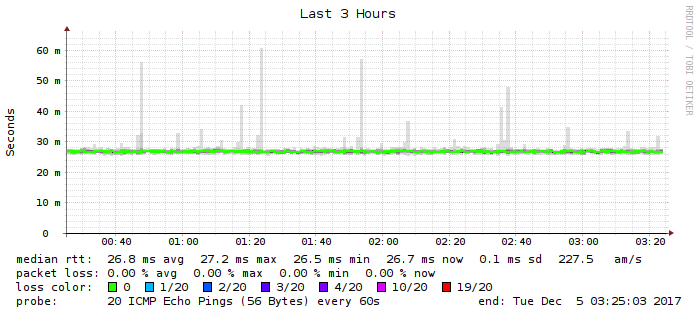 Last 3 Hours
RRDTOOL / TOBI OETIKER
Seconds
60 m
50 m
40 m
30 m
20 m
10 m
0
00:40 01:00 01:20 01:40 02:00 02:20 02:40 03:00 03:20
median rtt: 26.8 ms avg 27.2 ms max 26.5 ms min 26.7 ms now 0.1 ms sd 227.5 am/s
packet loss: 0.00 % avg 0.00 % max 0.00 % min 0.00 % now
loss color: 0 1/20 2/20 3/20 4/20 10/20 19/20
probe: 20 ICMP Echo Pings (56 Bytes) every 60s end: Tue Dec 5 03:25:03 2017